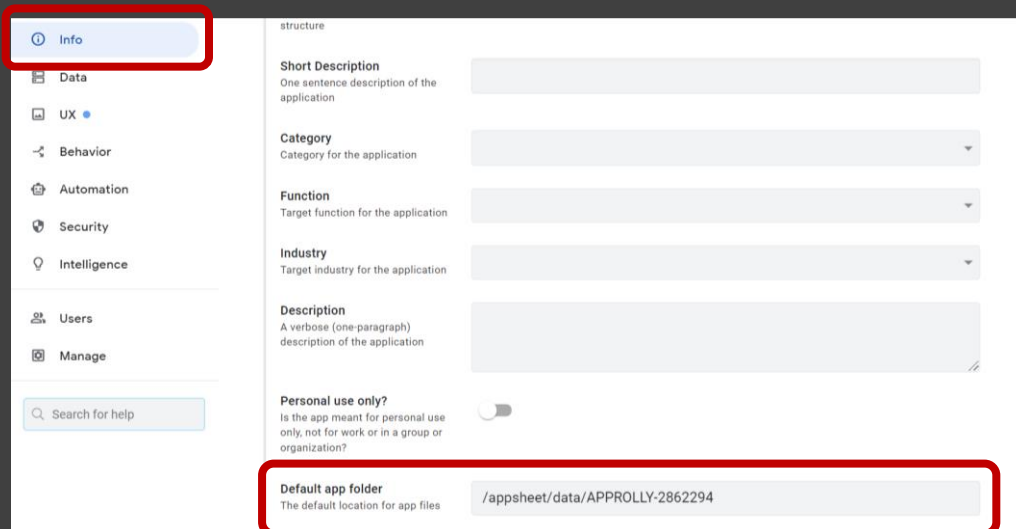 Info
Data
UX
Behavior
Automation
Security
Intelligence
Users
Manage
Search for help
structure
Short Description
One sentence description of the
application
Category
Category for the application
Function
Target function for the application
Industry
Target industry for the application
Description
A verbose (one-paragraph)
description of the application
Personal use only?
Is the app meant for personal use
only, not for work or in a group or
organization?
Default app folder
The default location for app files
/appsheet/data/APPROLLY-2862294